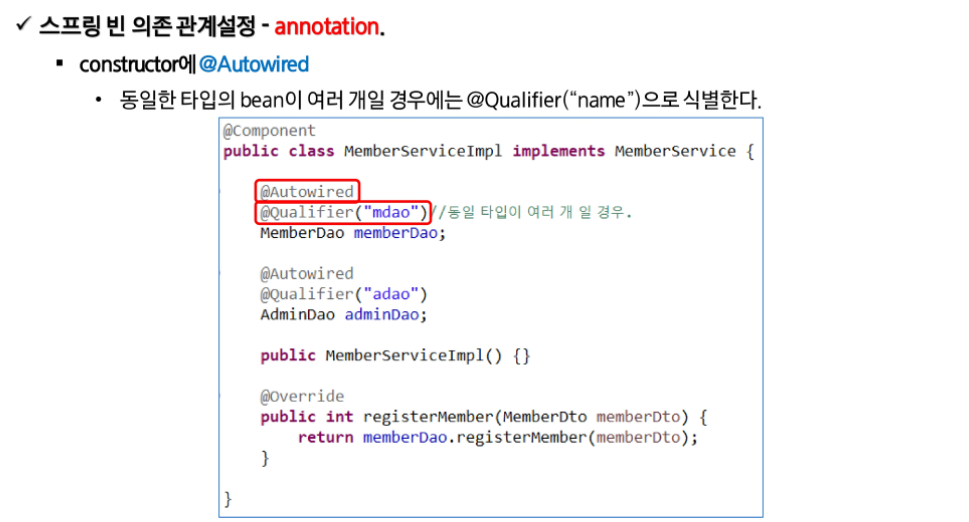 ✓ 스프링 빈 의존 관계설정 - annotation.
▪ constructor에 @Autowired
• 동일한 타입의 bean이 여러 개일 경우에는 @Qualifier(“name”)으로 식별한다.
@Component
public class MemberServiceImpl implements MemberService {
@Autowired
@Qualifier("mdao")//동일 타입이 여러 개 일 경우.
MemberDao memberDao;
@Autowired
@Qualifier("adao")
AdminDao adminDao;
public MemberServiceImpl() {}
@Override
public int registerMember(MemberDto memberDto) {
return memberDao.registerMember(memberDto);
}
}